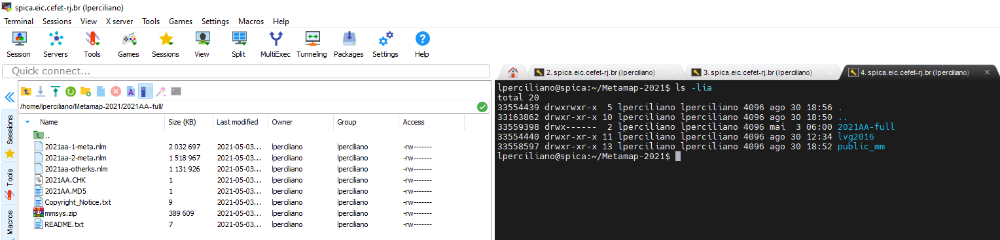 spica.eic.cefet-rj.br (lperciliano)
Terminal Sessions View X server Tools Games Settings Macros Help
Session Servers Tools Games Sessions View Split MultiExec Tunneling Packages Settings Help
Quick connect...
2. spica.eic.cefet-rj.br (lperciliano) 3. spica.eic.cefet-rj.br (lperciliano) 4. spica.eic.cefet-rj.br (lperciliano)
/home/lperciliano/Metamap-2021/2021AA-full/
Sessions
Tools
Macros
Name Size (KB) Last modified Owner Group Access
..
2021aa-1-meta.nlm 2 032 697 2021-05-03... lperciliano lperciliano -rw-------
2021aa-2-meta.nlm 1 518 967 2021-05-03... lperciliano lperciliano -rw-------
2021aa-otherks.nlm 1 131 926 2021-05-03... lperciliano lperciliano -rw-------
2021AA.CHK 1 2021-05-03... lperciliano lperciliano -rw-------
2021AA.MD5 1 2021-05-03... lperciliano lperciliano -rw-------
Copyright_Notice.txt 9 2021-05-03... lperciliano lperciliano -rw-------
mmsys.zip 389 609 2021-05-03... lperciliano lperciliano -rw-------
README.txt 7 2021-05-03... lperciliano lperciliano -rw-------
lperciliano@spica:~/Metamap-2021$ ls -lia
total 20
33554439 drwxrwxr-x 5 lperciliano lperciliano 4096 ago 30 18:56 .
33163862 drwxr-xr-x 10 lperciliano lperciliano 4096 ago 30 18:50 ..
33559398 drwx------ 2 lperciliano lperciliano 4096 mai 3 06:00 2021AA-full
33554440 drwxr-xr-x 11 lperciliano lperciliano 4096 ago 30 12:34 lvg2016
33558597 drwxr-xr-x 13 lperciliano lperciliano 4096 ago 30 18:52 public_mm
lperciliano@spica:~/Metamap-2021$